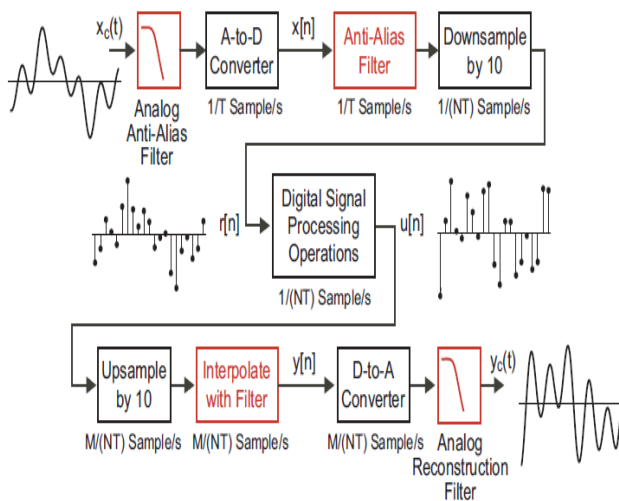 x_c(t)
A-to-D
Converter
x[n]
Anti-Alias
Filter
Downsample
by 10
Analog
Anti-Alias
Filter
1/T Sample/s
1/T Sample/s
1/(NT) Sample/s
r[n]
Digital Signal
Processing
Operations
u[n]
1/(NT) Sample/s
Upsample
by 10
Interpolate
with Filter
y[n]
D-to-A
Converter
y_c(t)
M/(NT) Sample/s
M/(NT) Sample/s
M/(NT) Sample/s
Analog
Reconstruction
Filter